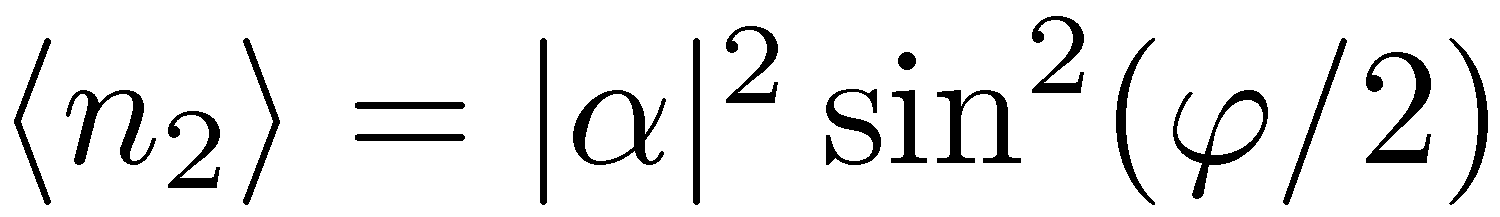 ⟨n₂⟩ = |α|² sin²(φ/2)